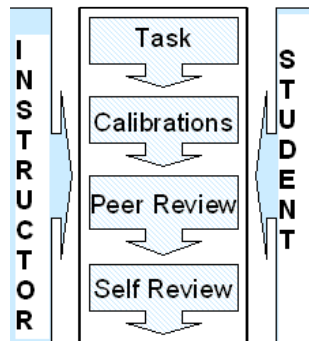 INSTRUCTOR
Task
Calibrations
Peer Review
Self Review
STUDENT